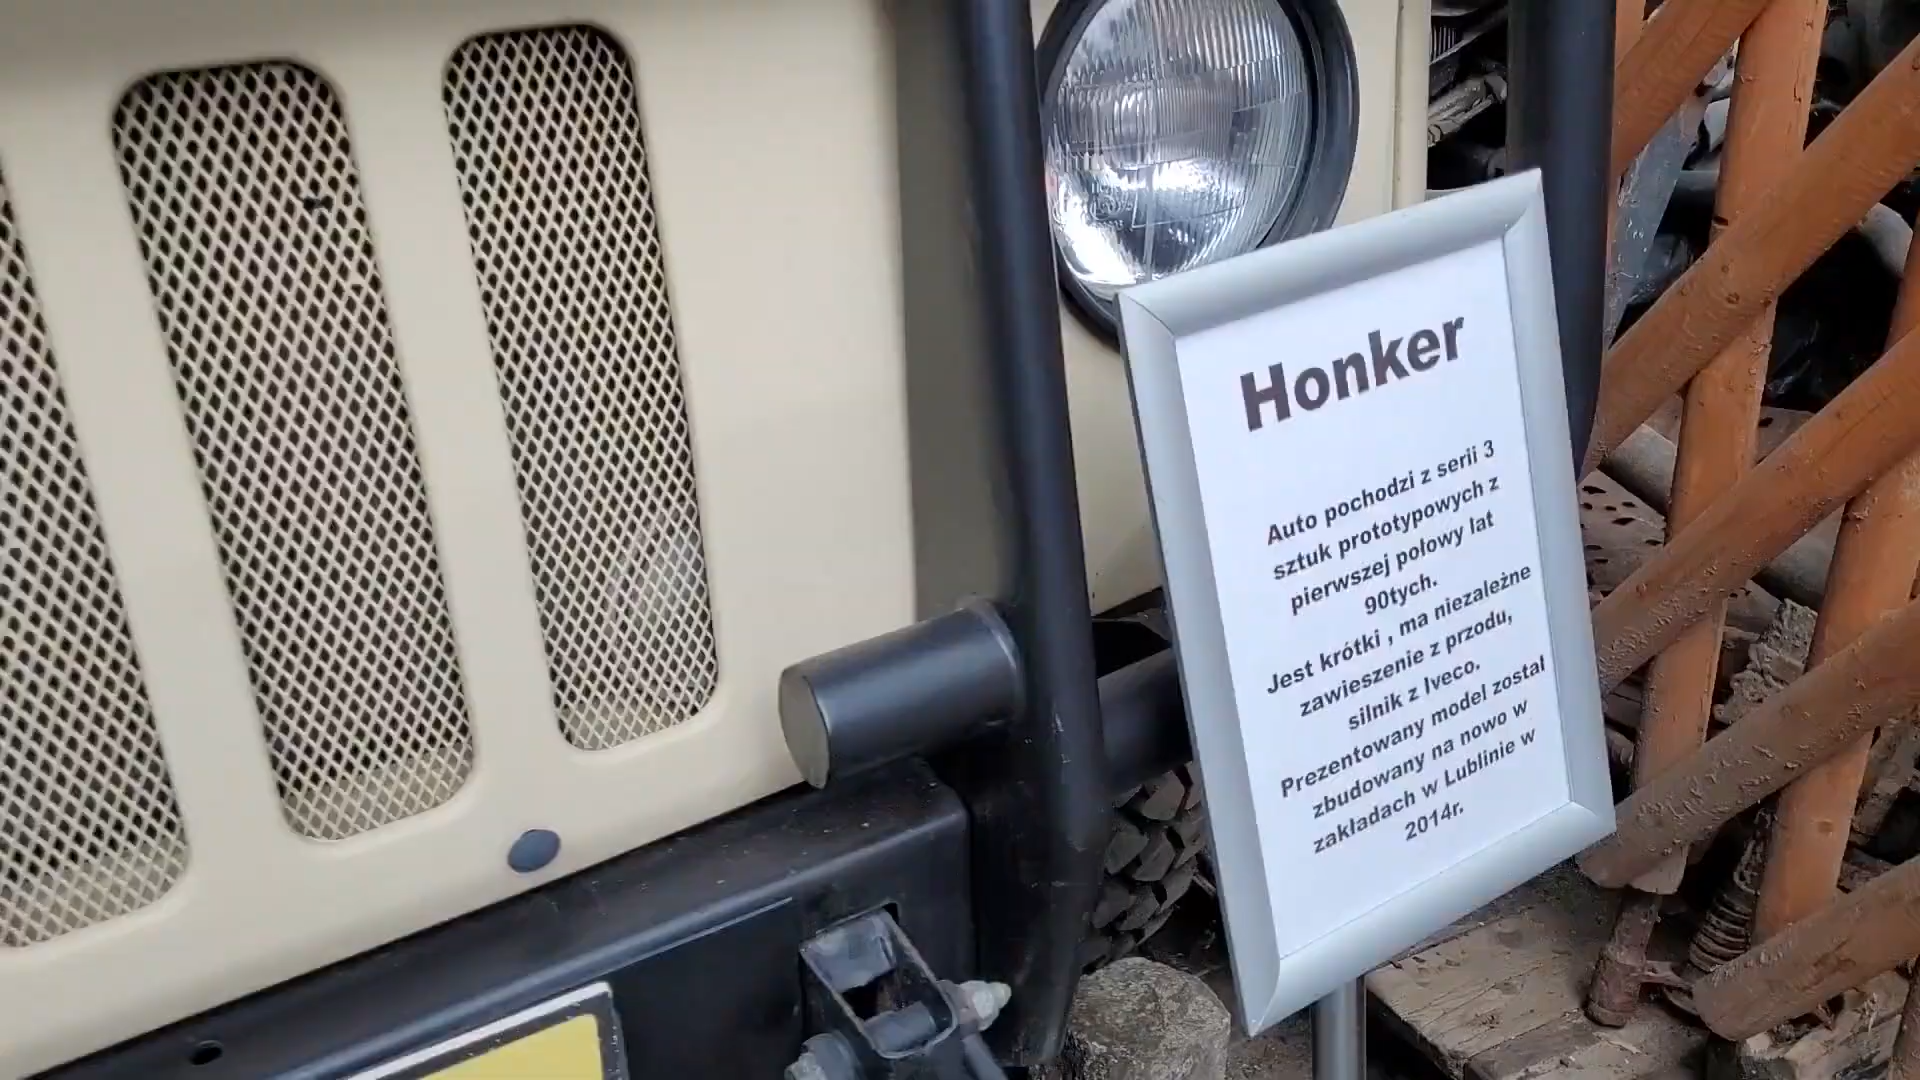 Honker
Auto pochodzi z serii 3
sztuk prototypowych z
pierwszej połowy lat
90tych.
Jest krótki , ma niezależne
zawieszenie z przodu,
silnik z Iveco.
Prezentowany model został
zbudowany na nowo w
zakładach w Lublinie w
2014r.